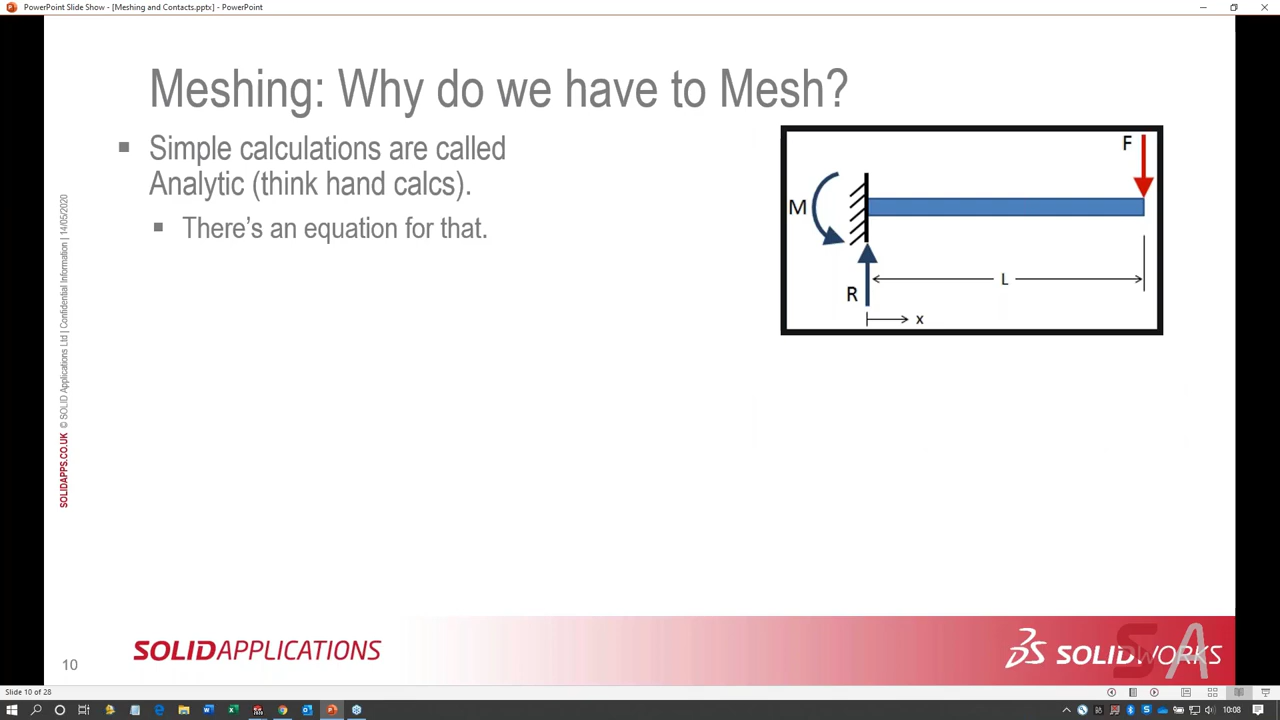 PowerPoint Slide Show - [Meshing and Contacts.pptx] - PowerPoint
Meshing: Why do we have to Mesh?
Simple calculations are called
Analytic (think hand calcs).
There's an equation for that.
F
M
L
R
x
SOLIDAPPS.CO.UK © SOLID Applications Ltd | Confidential Information | 14/05/2020
10
SOLIDAPPLICATIONS
SOLIDWORKS
SA
Slide 10 of 28
10:08